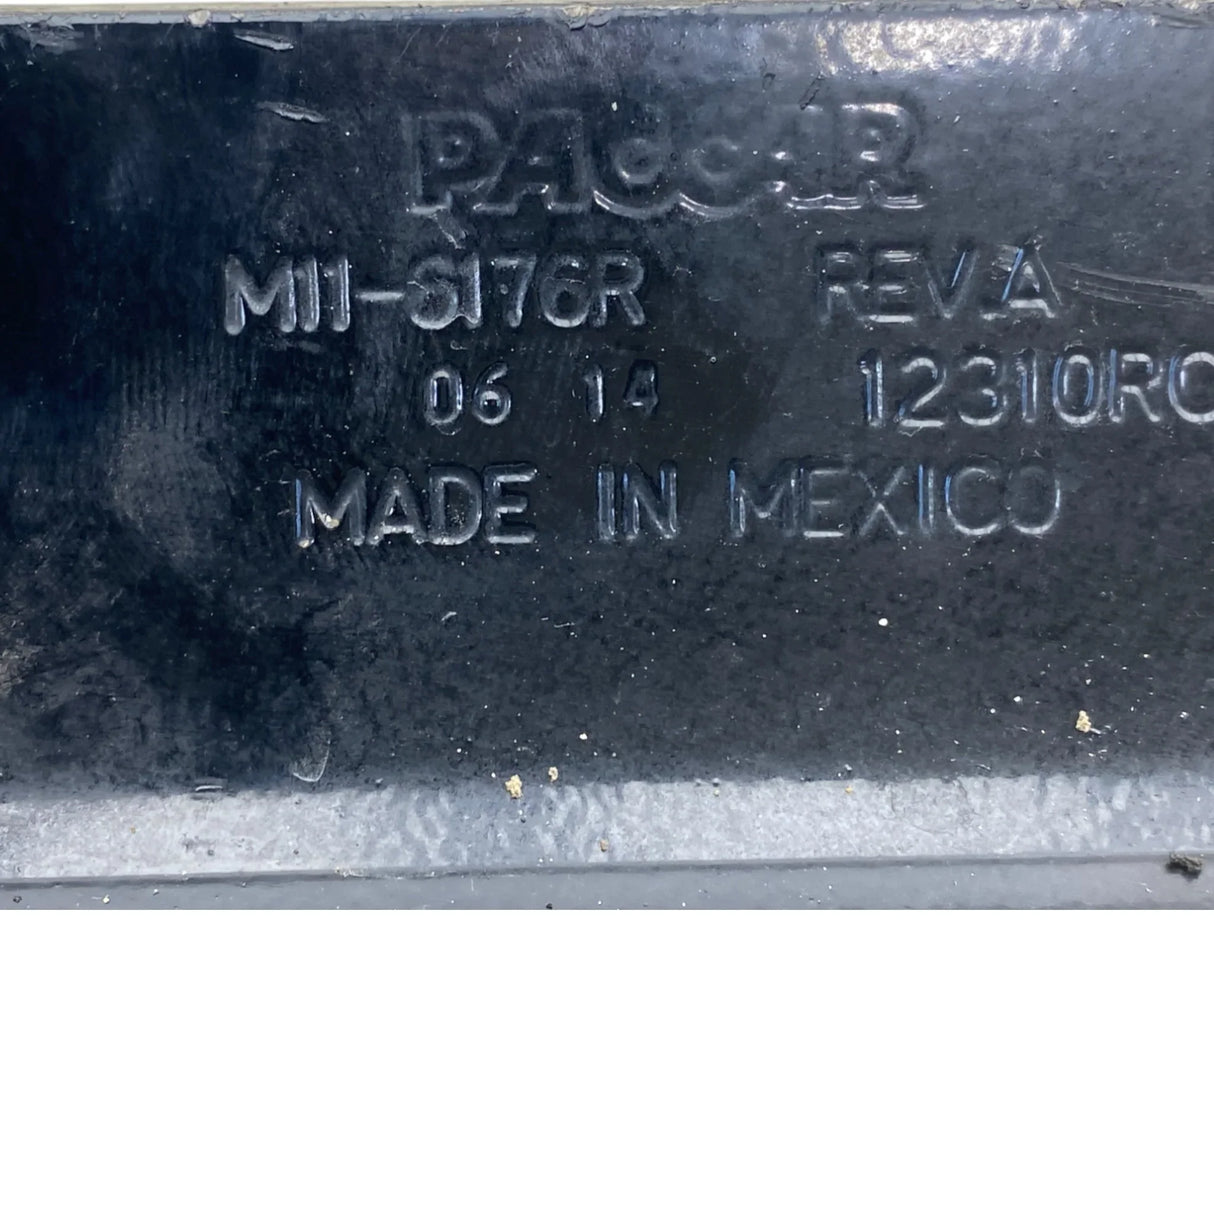 PACCAR
M11-6176R REV.A
06 14 12310RC
MADE IN MEXICO